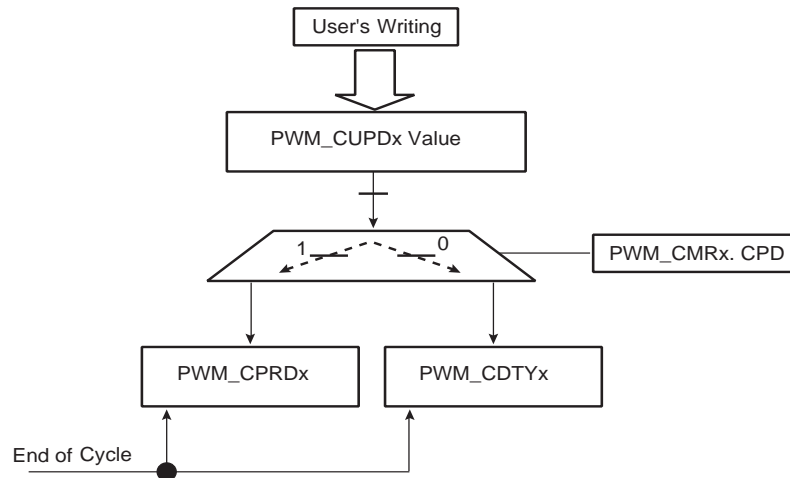 User's Writing
PWM_CUPDx Value
1
0
PWM_CMRx. CPD
PWM_CPRDx
PWM_CDTYx
End of Cycle